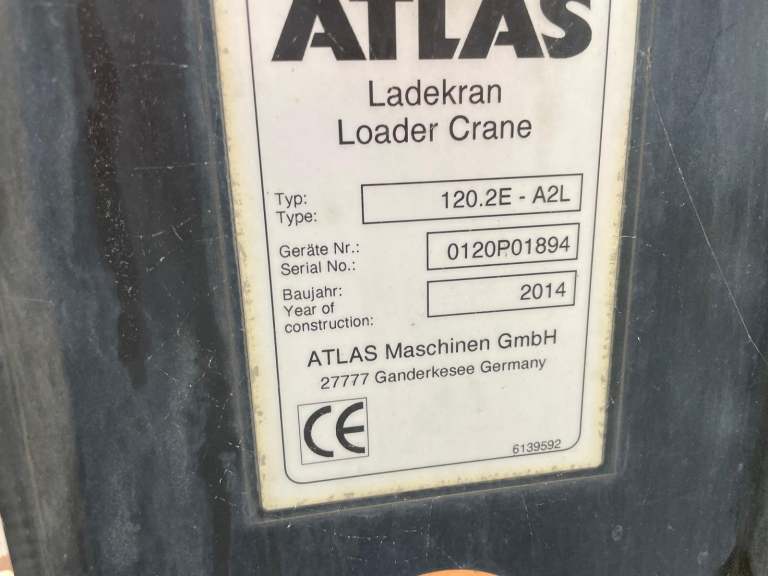 ATLAS
Ladekran
Loader Crane
Typ:
Type:
120.2E - A2L
Geräte Nr.:
Serial No.:
0120P01894
Baujahr:
Year of
construction:
2014
ATLAS Maschinen GmbH
27777 Ganderkesee Germany
CE
6139592